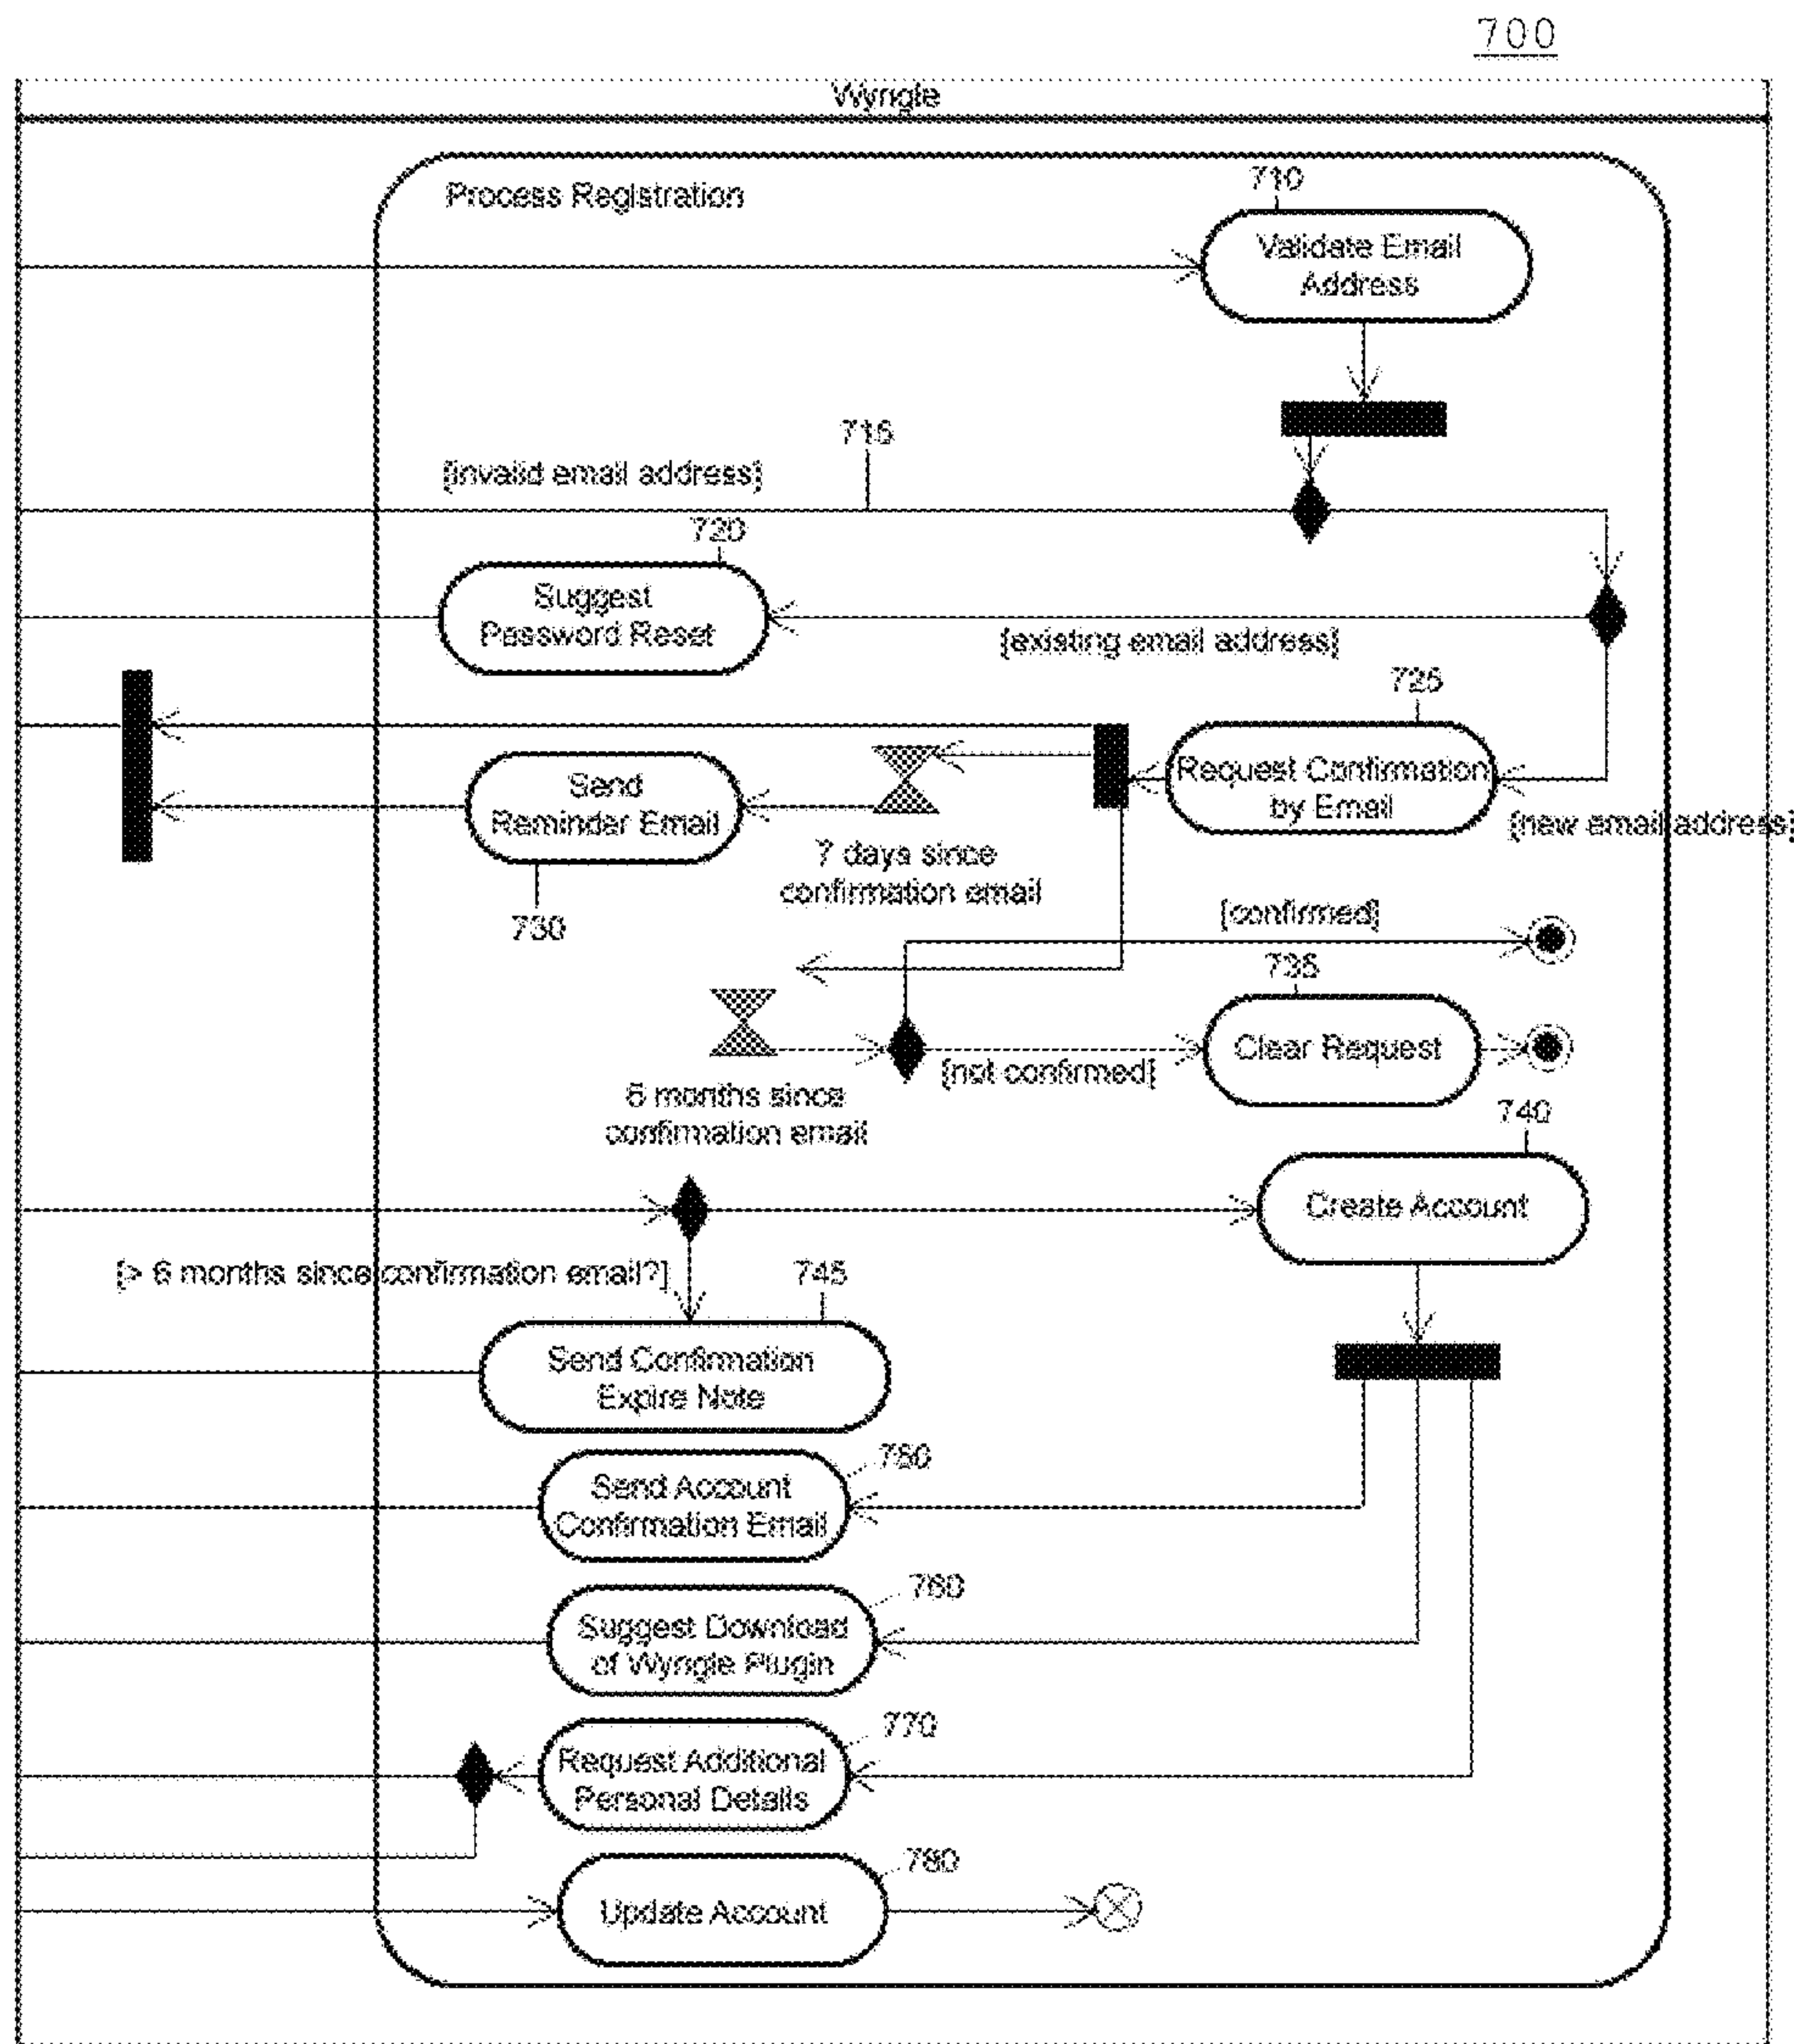 700
Wyngle
Process Registration
710
Validate Email
Address
715
[invalid email address]
720
Suggest
Password Reset
[existing email address]
725
Request Confirmation
by Email
[new email address]
Send
Reminder Email
7 days since
confirmation email
730
[confirmed]
735
Clear Request
[not confirmed]
6 months since
confirmation email
740
Create Account
[> 6 months since confirmation email?]
745
Send Confirmation
Expire Note
750
Send Account
Confirmation Email
760
Suggest Download
of Wyngle Plugin
770
Request Additional
Personal Details
780
Update Account